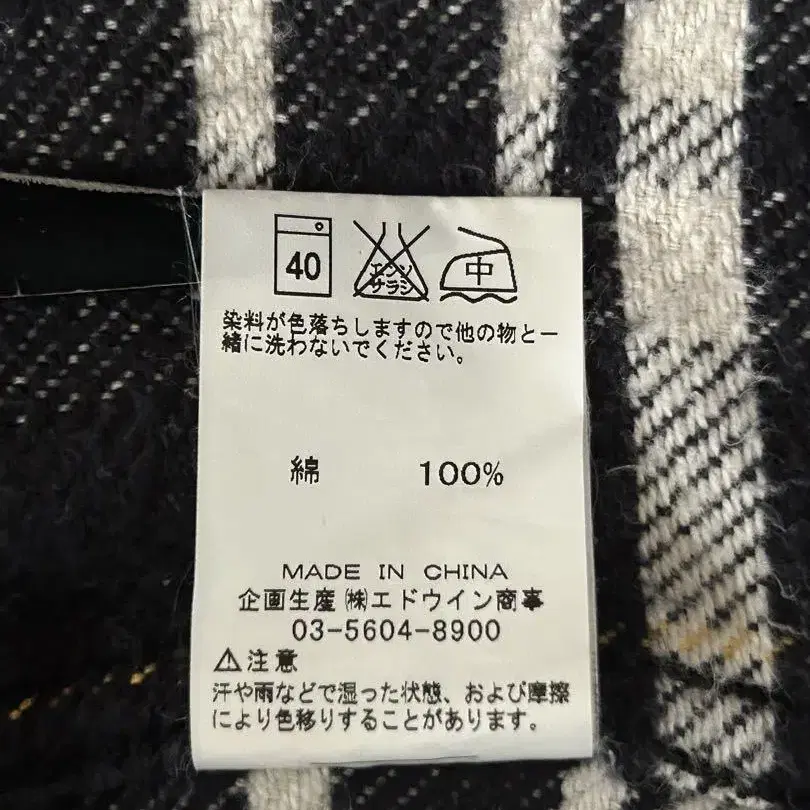 40
エンソ
サラシ
中
染料が色落ちしますので他の物と一
緒に洗わないでください。
綿 100%
MADE IN CHINA
企画生産㈱エドウイン商事
03-5604-8900
⚠注意
汗や雨などで湿った状態、および摩擦
により色移りすることがあります。